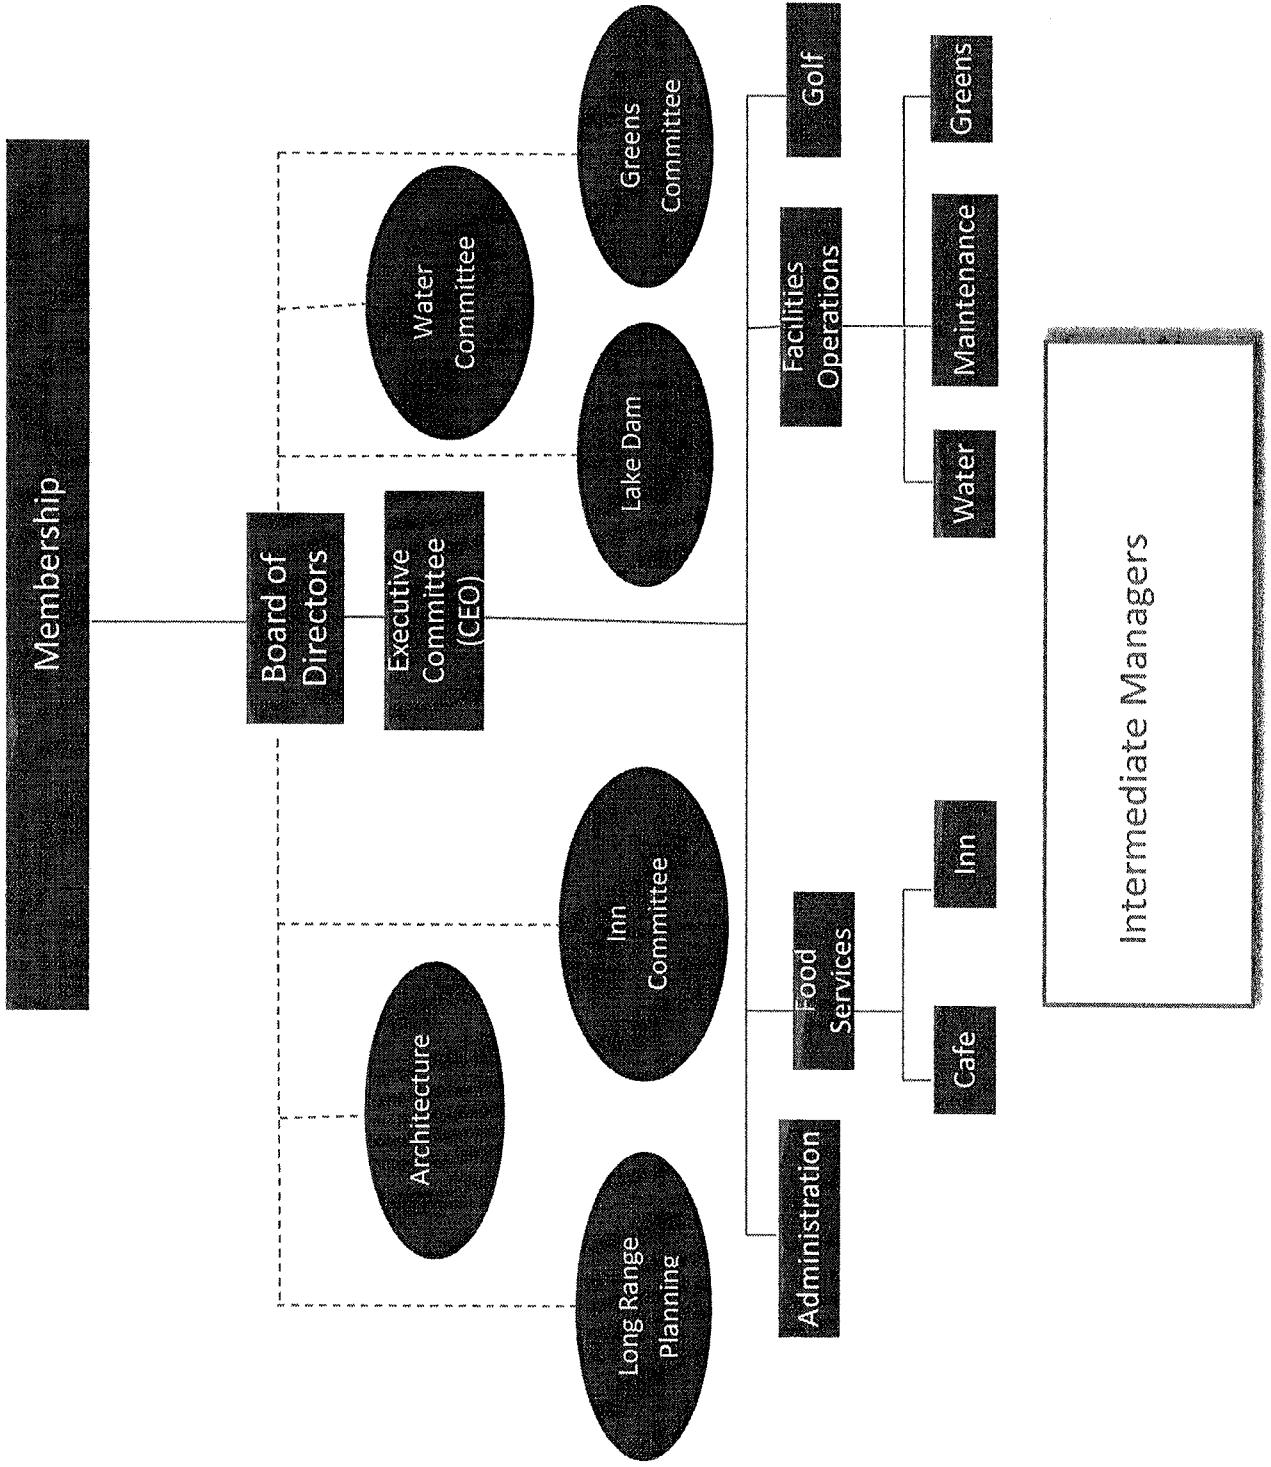 Membership
Board of
Directors
Executive
Committee
(CEO)
Architecture
Water
Committee
Long Range
Planning
Inn
Committee
Lake Dam
Greens
Committee
Administration
Food
Services
Facilities
Operations
Golf
Cafe
Inn
Water
Maintenance
Greens
Intermediate Managers